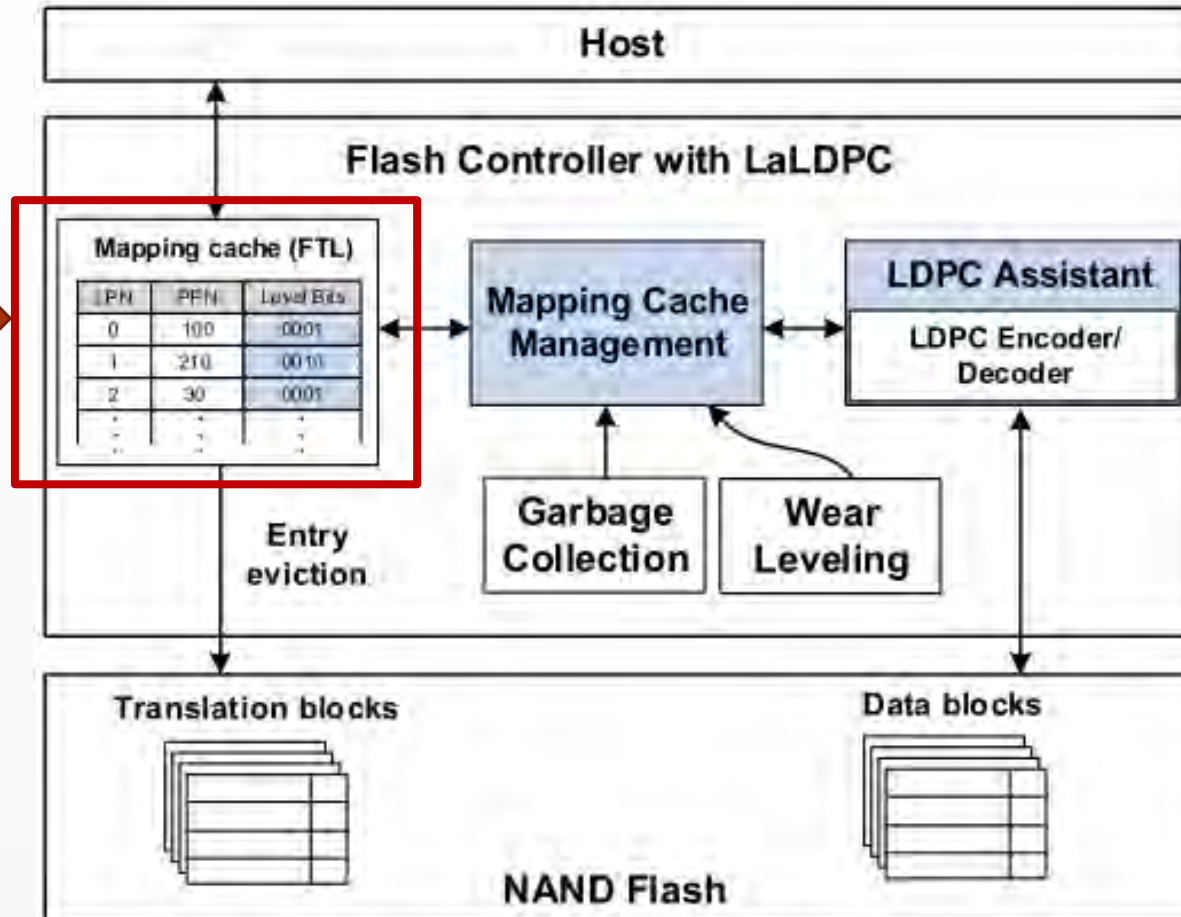 Host
Flash Controller with LaLDPC
Mapping cache (FTL)
LPN PPN Level Bits
0 100 0001
1 210 0010
2 30 0001
Mapping Cache
Management
LDPC Assistant
LDPC Encoder/
Decoder
Garbage
Collection
Wear
Leveling
Entry
eviction
Translation blocks
Data blocks
NAND Flash